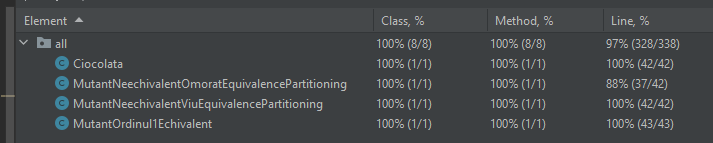 Element Class, % Method, % Line, %
all 100% (8/8) 100% (8/8) 97% (328/338)
Ciocolata 100% (1/1) 100% (1/1) 100% (42/42)
MutantNeechivalentOmoratEquivalencePartitioning 100% (1/1) 100% (1/1) 88% (37/42)
MutantNeechivalentViuEquivalencePartitioning 100% (1/1) 100% (1/1) 100% (42/42)
MutantOrdinul1Echivalent 100% (1/1) 100% (1/1) 100% (43/43)